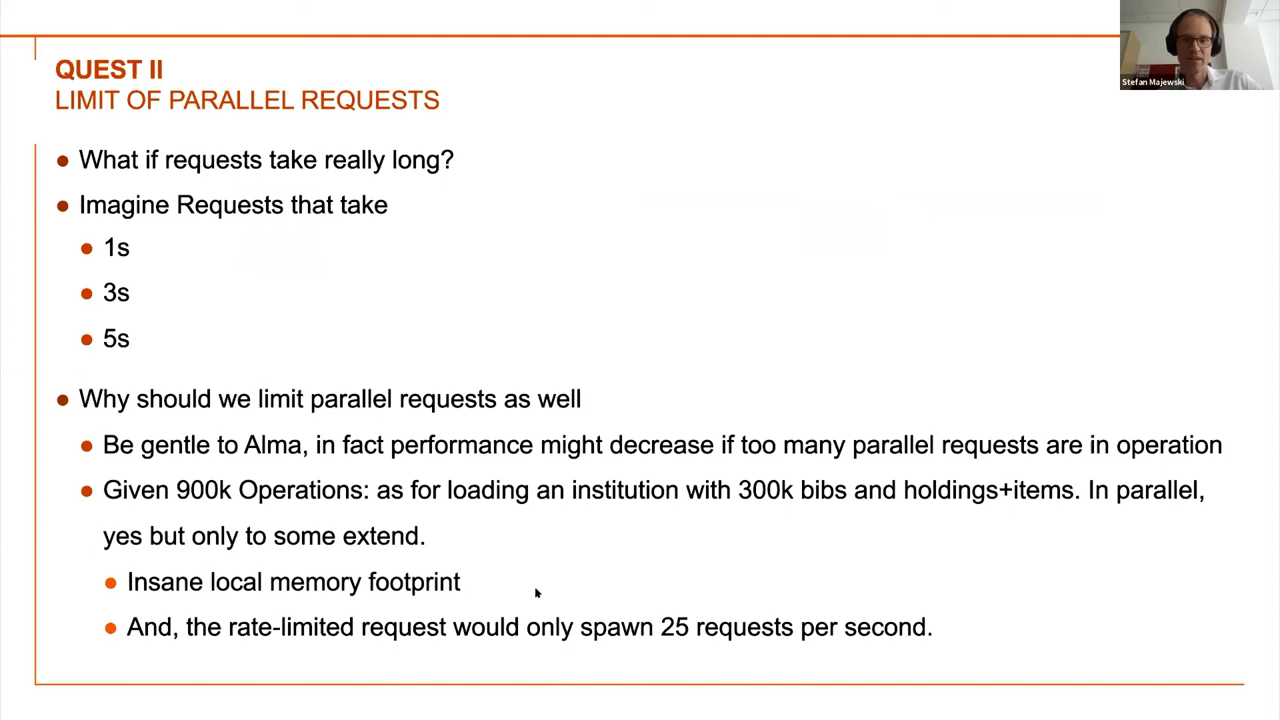 Stefan Majewski
QUEST II
LIMIT OF PARALLEL REQUESTS
● What if requests take really long?
● Imagine Requests that take
● 1s
● 3s
● 5s
● Why should we limit parallel requests as well
● Be gentle to Alma, in fact performance might decrease if too many parallel requests are in operation
● Given 900k Operations: as for loading an institution with 300k bibs and holdings+items. In parallel,
yes but only to some extend.
● Insane local memory footprint
● And, the rate-limited request would only spawn 25 requests per second.